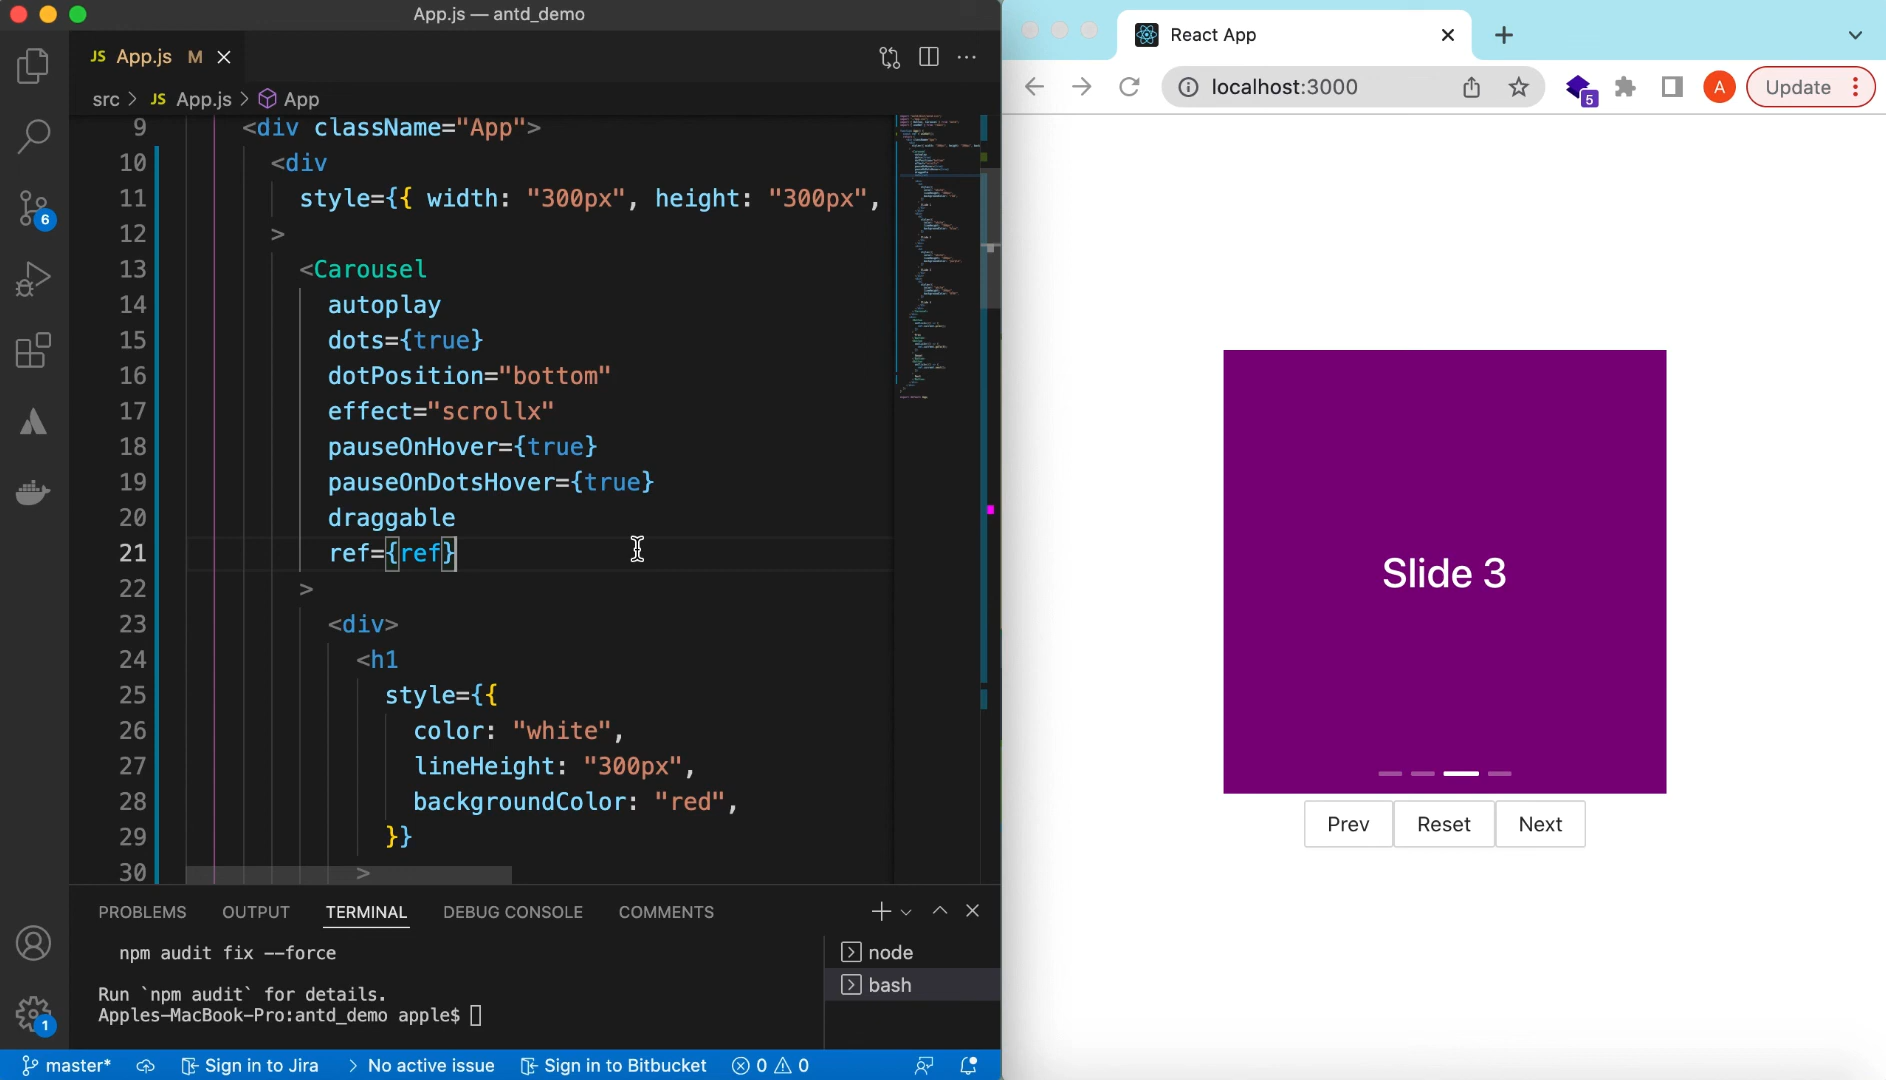 App.js — antd_demo
JS App.js M
src > JS App.js > App
9 <div className="App">
10 <div
11 style={{ width: "300px", height: "300px",
12 >
13 <Carousel
14 autoplay
15 dots={true}
16 dotPosition="bottom"
17 effect="scrollx"
18 pauseOnHover={true}
19 pauseOnDotsHover={true}
20 draggable
21 ref={ref}
22 >
23 <div>
24 <h1
25 style={{
26 color: "white",
27 lineHeight: "300px",
28 backgroundColor: "red",
29 }}
30 >
6
1
PROBLEMS OUTPUT TERMINAL DEBUG CONSOLE COMMENTS
npm audit fix --force
Run `npm audit` for details.
Apples-MacBook-Pro:antd_demo apple$
node
bash
master* Sign in to Jira > No active issue Sign in to Bitbucket 0 0
React App
localhost:3000
5
A
Update
Slide 3
Prev Reset Next